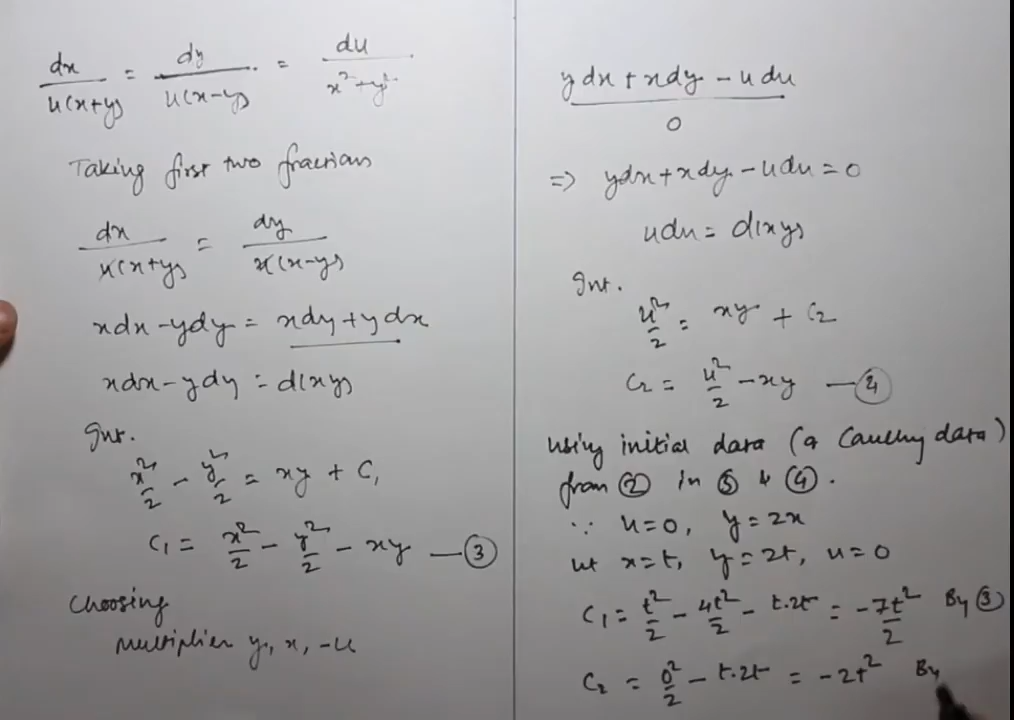 dx/u(x+y) = dy/u(x-y) = du/x²+y²
Taking first two fractions
dx/u(x+y) = dy/u(x-y)
xdx-ydy = xdy+ydx
xdx-ydy = d(xy)
Int.
x²/2 - y²/2 = xy + C₁
C₁ = x²/2 - y²/2 - xy —③
Choosing
multiplier y, x, -u
ydx+xdy-udu/0
=> ydx+xdy-udu=0
udu = d(xy)
Int.
u²/2 = xy + C₂
C₂ = u²/2 - xy —④
Using initial data (a Cauchy data)
from ② in ③ & ④.
∵ u=0, y=2x
let x=t, y=2t, u=0
C₁ = t²/2 - 4t²/2 - t.2t = -7t²/2 By ③
C₂ = 0²/2 - t.2t = -2t² By